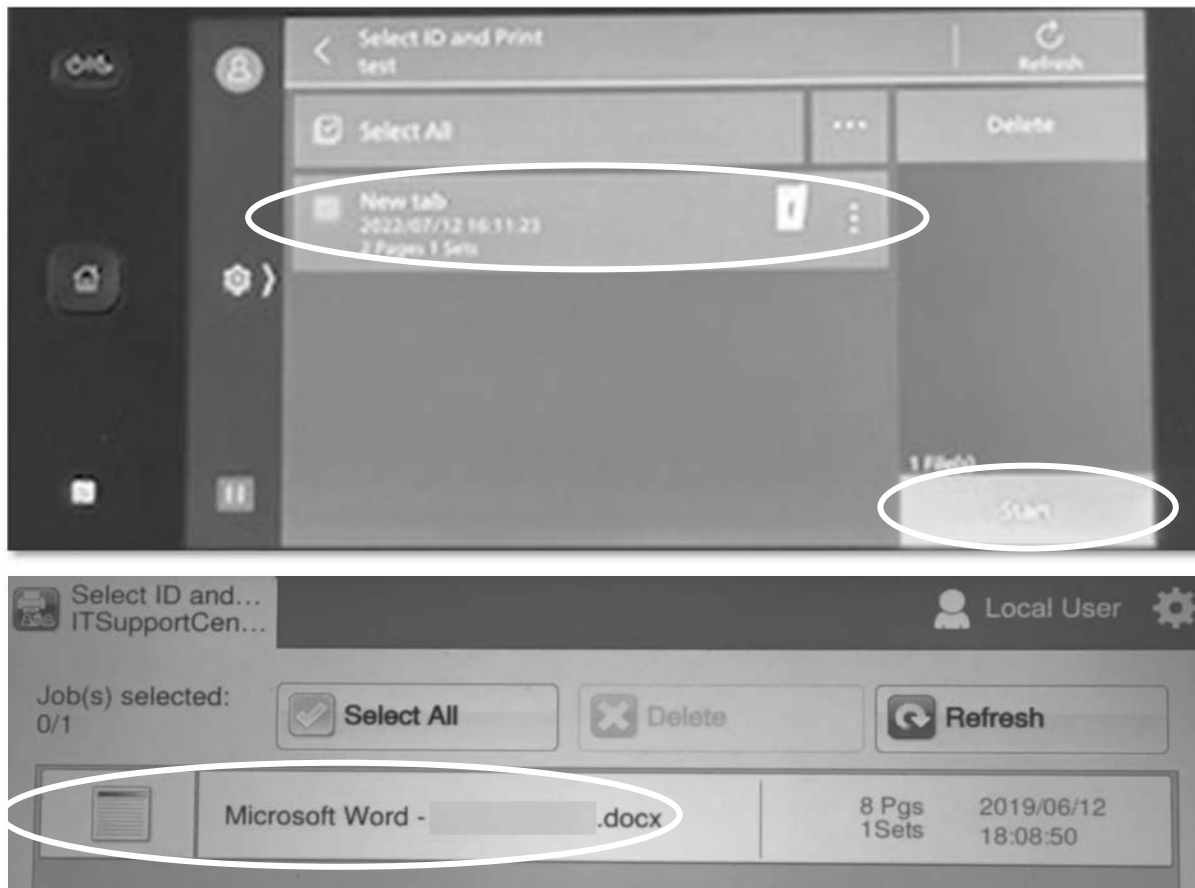 Select ID and Print
test
Refresh
Select All
Delete
New tab
2022/07/12 16:11:23
2 Pages 1 Sets
1 File(s)
Start
Select ID and...
ITSupportCen...
Local User
Job(s) selected:
0/1
Select All
Delete
Refresh
Microsoft Word - .docx
8 Pgs
1Sets
2019/06/12
18:08:50